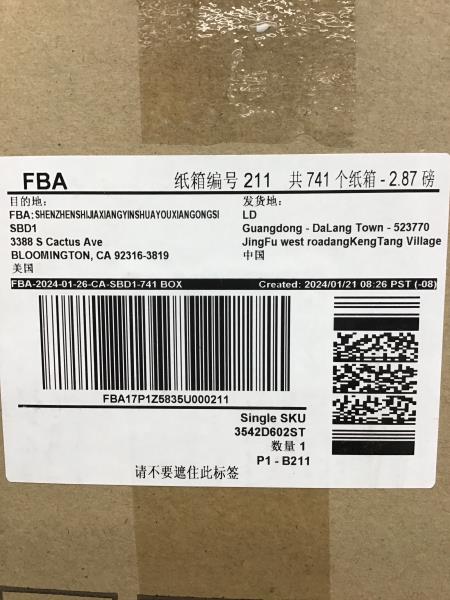 FBA 纸箱编号 211 共 741 个纸箱 - 2.87 磅
目的地:
FBA: SHENZHENSHIJIAXIANGYINSHUAYOUXIANGONGSI
SBD1
3388 S Cactus Ave
BLOOMINGTON, CA 92316-3819
美国
发货地:
LD
Guangdong - DaLang Town - 523770
JingFu west roadangKengTang Village
中国
FBA-2024-01-26-CA-SBD1-741 BOX Created: 2024/01/21 08:26 PST (-08)
FBA17P1Z5835U000211
Single SKU
3542D602ST
数量 1
P1 - B211
请不要遮住此标签